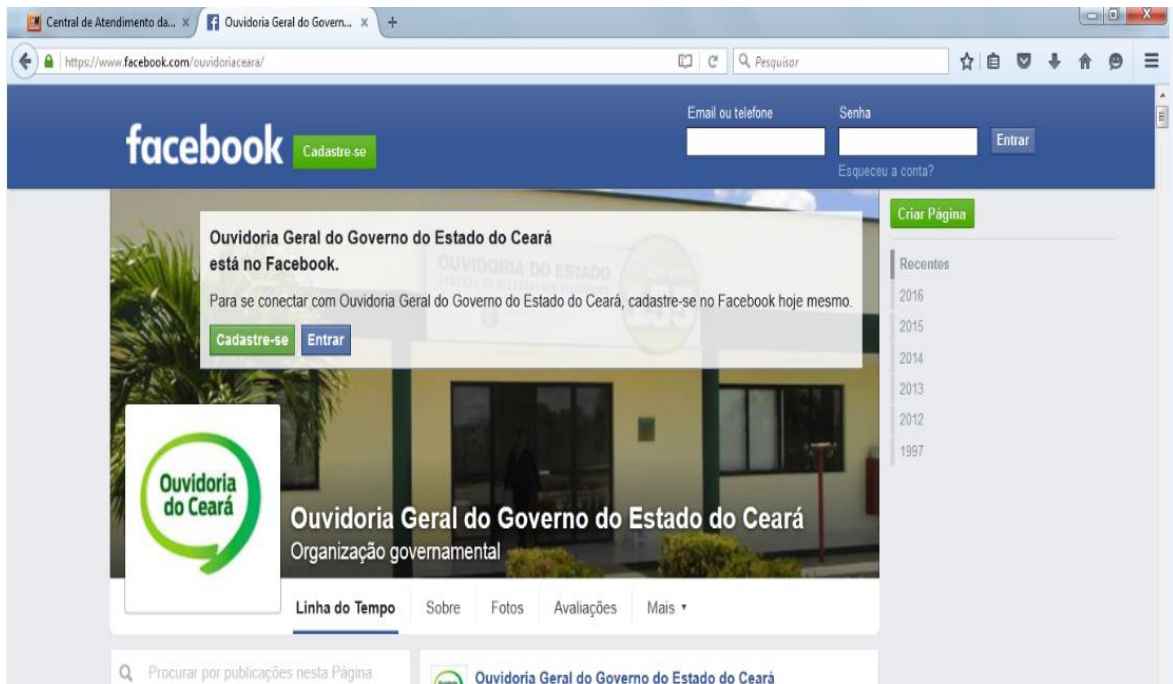 Central de Atendimento da...
Ouvidoria Geral do Govern...
https://www.facebook.com/ouvidoriaceara/
Pesquisar
facebook
Cadastre-se
Email ou telefone
Senha
Entrar
Esqueceu a conta?
Criar Página
Ouvidoria Geral do Governo do Estado do Ceará
está no Facebook.
Para se conectar com Ouvidoria Geral do Governo do Estado do Ceará, cadastre-se no Facebook hoje mesmo.
Cadastre-se
Entrar
OUVIDORIA DO ESTADO
155
Recentes
2016
2015
2014
2013
2012
1997
Ouvidoria
do Ceará
Ouvidoria Geral do Governo do Estado do Ceará
Organização governamental
Linha do Tempo
Sobre
Fotos
Avaliações
Mais
Procurar por publicações nesta Página
Ouvidoria Geral do Governo do Estado do Ceará